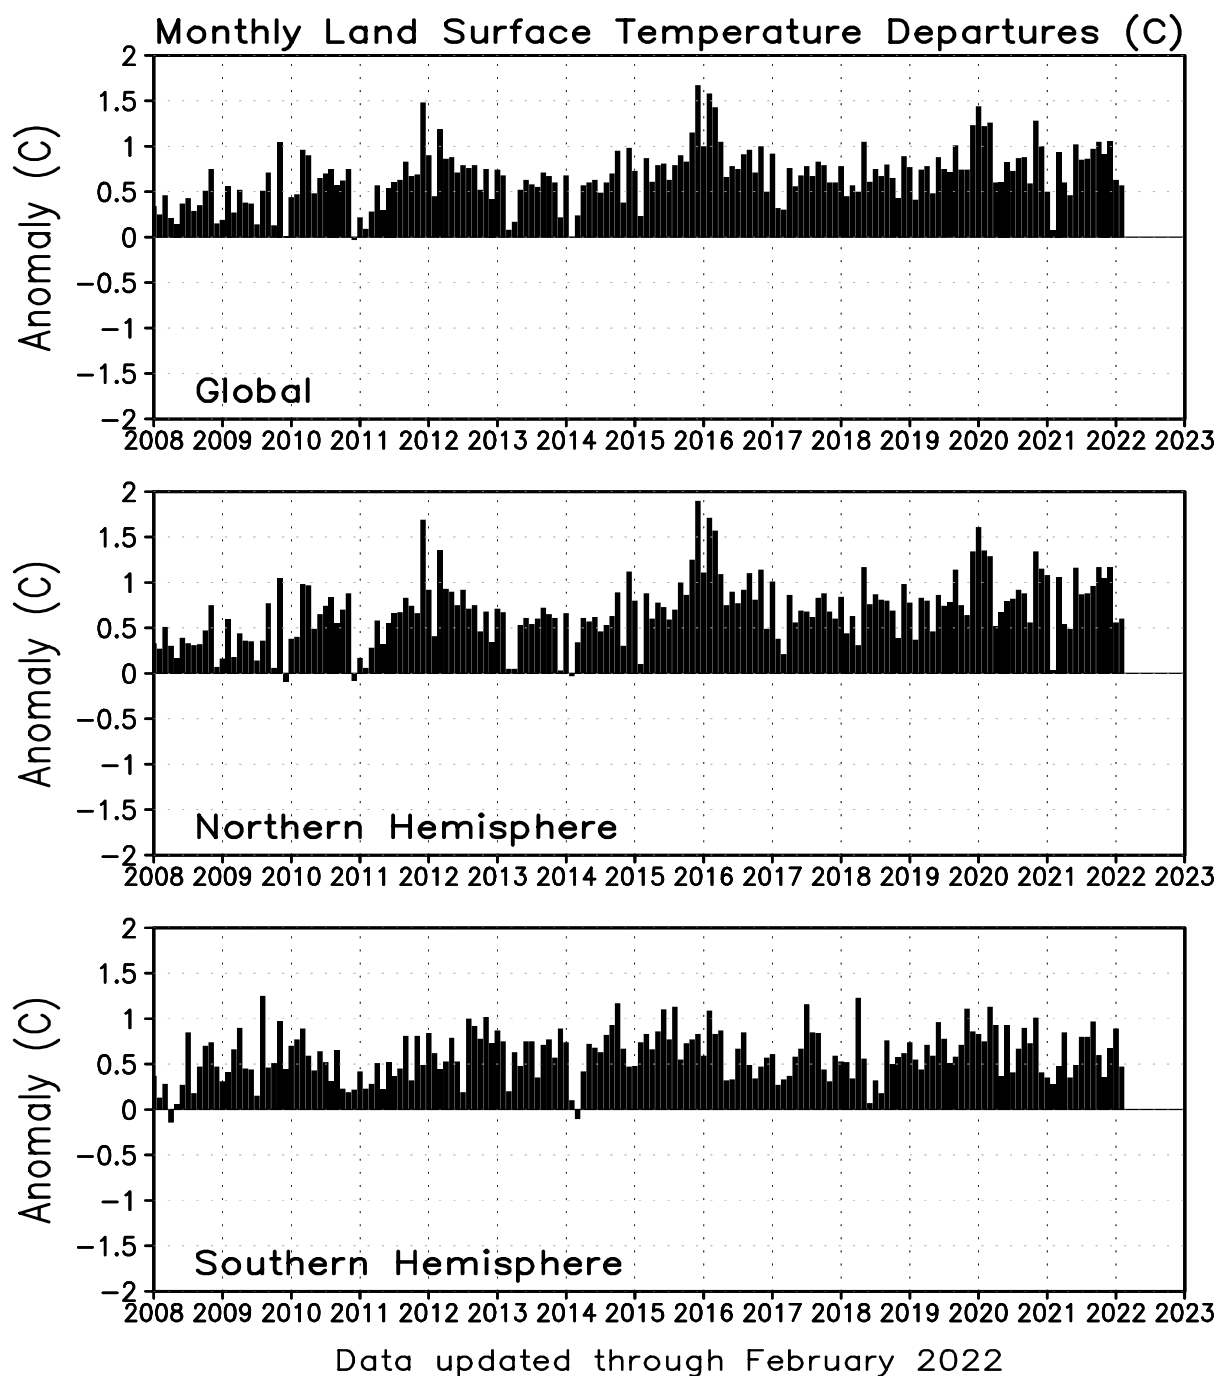 Monthly Land Surface Temperature Departures (C)
Anomaly (C)
2
1.5
1
0.5
0
−0.5
−1
−1.5
−2
Global
2008 2009 2010 2011 2012 2013 2014 2015 2016 2017 2018 2019 2020 2021 2022 2023
Anomaly (C)
2
1.5
1
0.5
0
−0.5
−1
−1.5
−2
Northern Hemisphere
2008 2009 2010 2011 2012 2013 2014 2015 2016 2017 2018 2019 2020 2021 2022 2023
Anomaly (C)
2
1.5
1
0.5
0
−0.5
−1
−1.5
−2
Southern Hemisphere
2008 2009 2010 2011 2012 2013 2014 2015 2016 2017 2018 2019 2020 2021 2022 2023
Data updated through February 2022